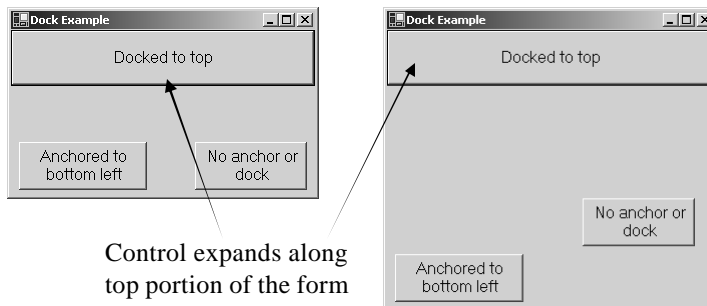 Dock Example
Docked to top
Anchored to
bottom left
No anchor or
dock
Dock Example
Docked to top
No anchor or
dock
Anchored to
bottom left
Control expands along
top portion of the form